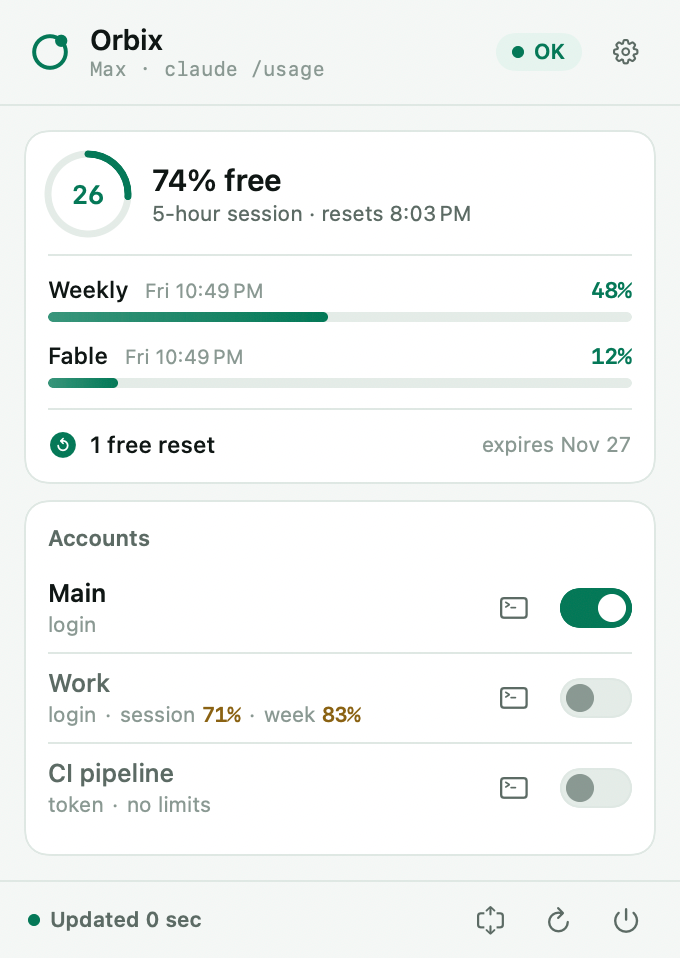 Orbix
Max · claude /usage
OK
26
74% free
5-hour session · resets 8:03 PM
Weekly Fri 10:49 PM 48%
Fable Fri 10:49 PM 12%
1 free reset expires Nov 27
Accounts
Main
login
Work
login · session 71% · week 83%
CI pipeline
token · no limits
Updated 0 sec